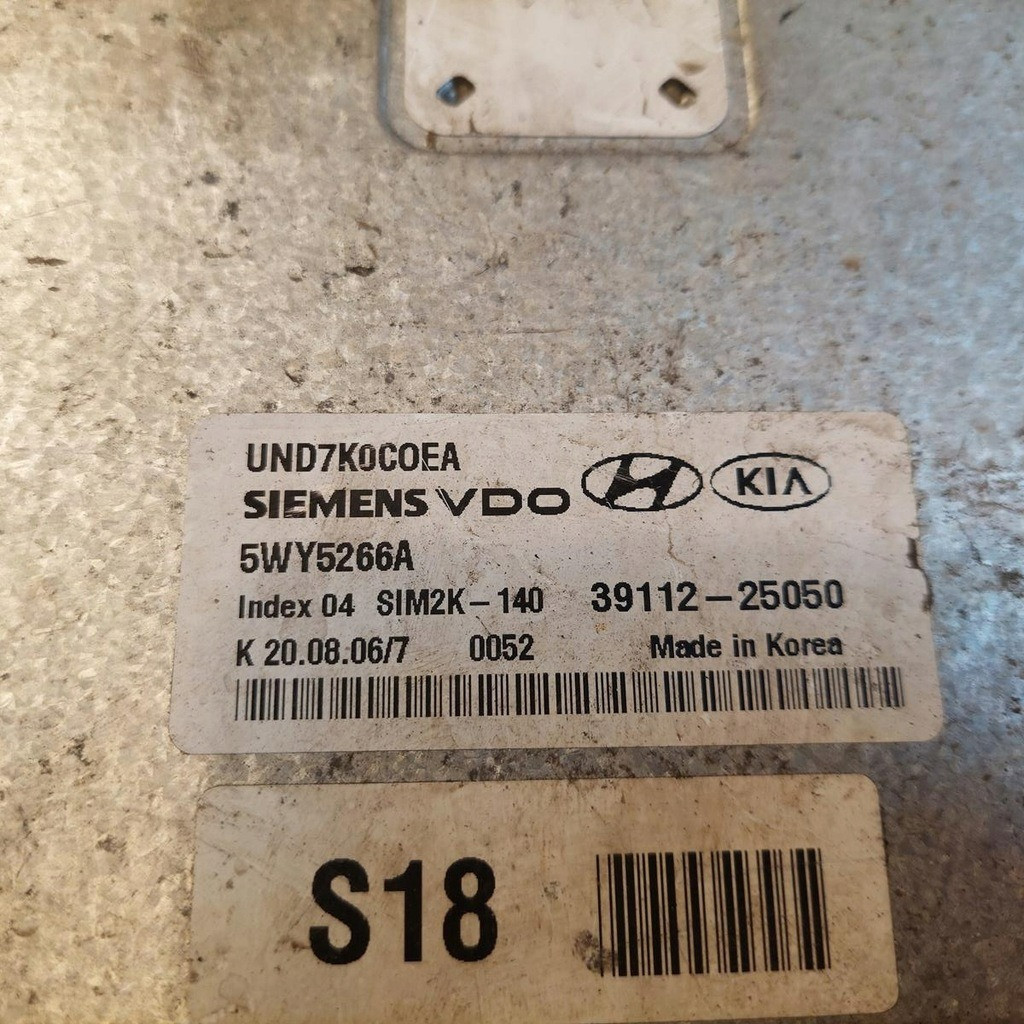 UND7K0C0EA
SIEMENS VDO H KIA
5WY5266A
Index 04 SIM2K-140 39112-25050
K 20.08.06/7 0052 Made in Korea
S18